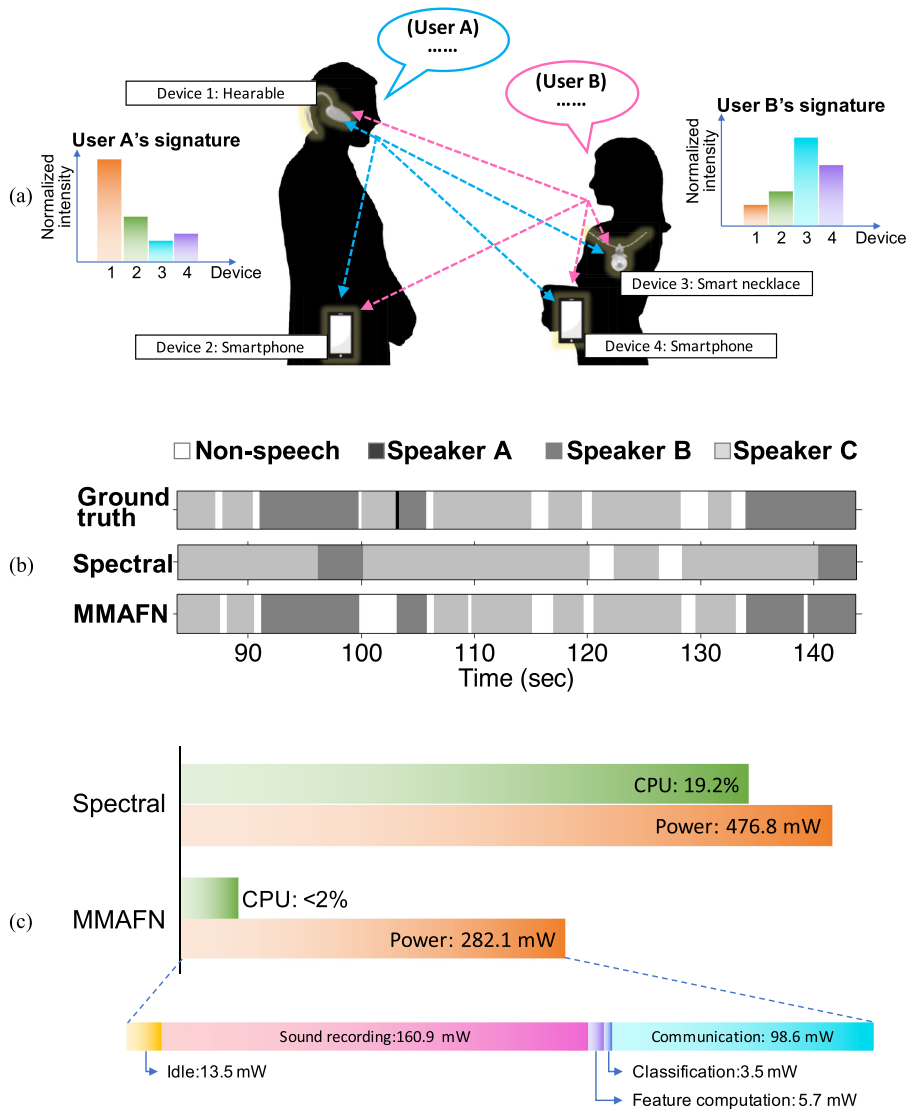 (a)
(User A)
......
(User B)
......
Device 1: Hearable
User A's signature
Normalized
intensity
1 2 3 4 Device
User B's signature
Normalized
intensity
1 2 3 4 Device
Device 3: Smart necklace
Device 2: Smartphone
Device 4: Smartphone
(b)
Non-speech Speaker A Speaker B Speaker C
Ground
truth
Spectral
MMAFN
90 100 110 120 130 140
Time (sec)
(c)
Spectral
CPU: 19.2%
Power: 476.8 mW
MMAFN
CPU: <2%
Power: 282.1 mW
Sound recording:160.9 mW
Communication: 98.6 mW
Idle:13.5 mW
Classification:3.5 mW
Feature computation: 5.7 mW